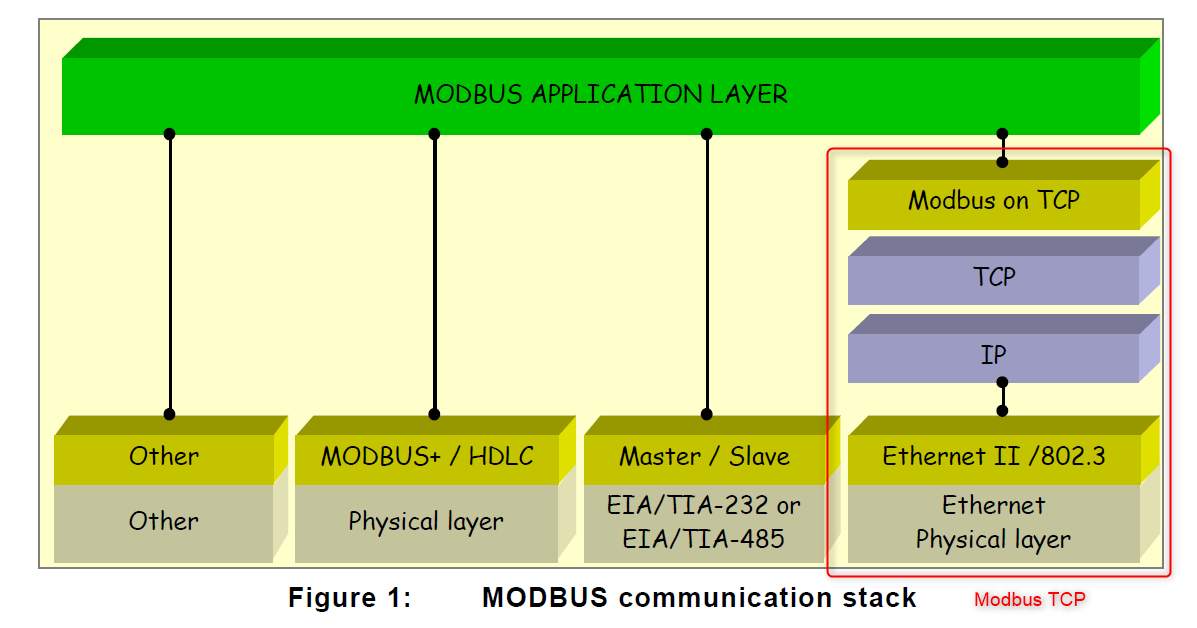 MODBUS APPLICATION LAYER
Modbus on TCP
TCP
IP
Other
MODBUS+ / HDLC
Master / Slave
Ethernet II /802.3
Other
Physical layer
EIA/TIA-232 or
EIA/TIA-485
Ethernet
Physical layer
Figure 1: MODBUS communication stack
Modbus TCP